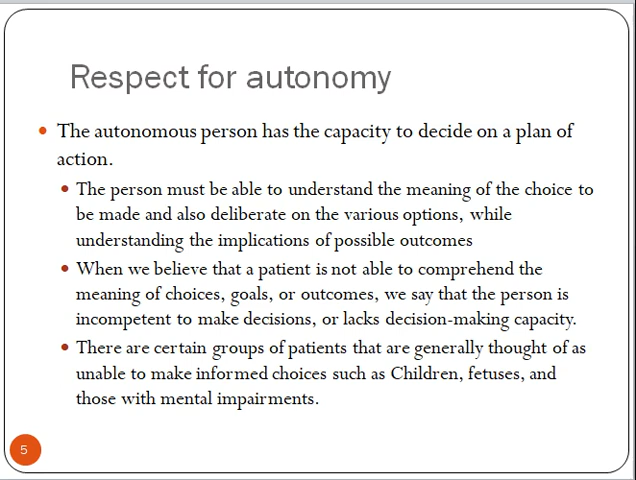 Respect for autonomy
• The autonomous person has the capacity to decide on a plan of
action.
• The person must be able to understand the meaning of the choice to
be made and also deliberate on the various options, while
understanding the implications of possible outcomes
• When we believe that a patient is not able to comprehend the
meaning of choices, goals, or outcomes, we say that the person is
incompetent to make decisions, or lacks decision-making capacity.
• There are certain groups of patients that are generally thought of as
unable to make informed choices such as Children, fetuses, and
those with mental impairments.
5